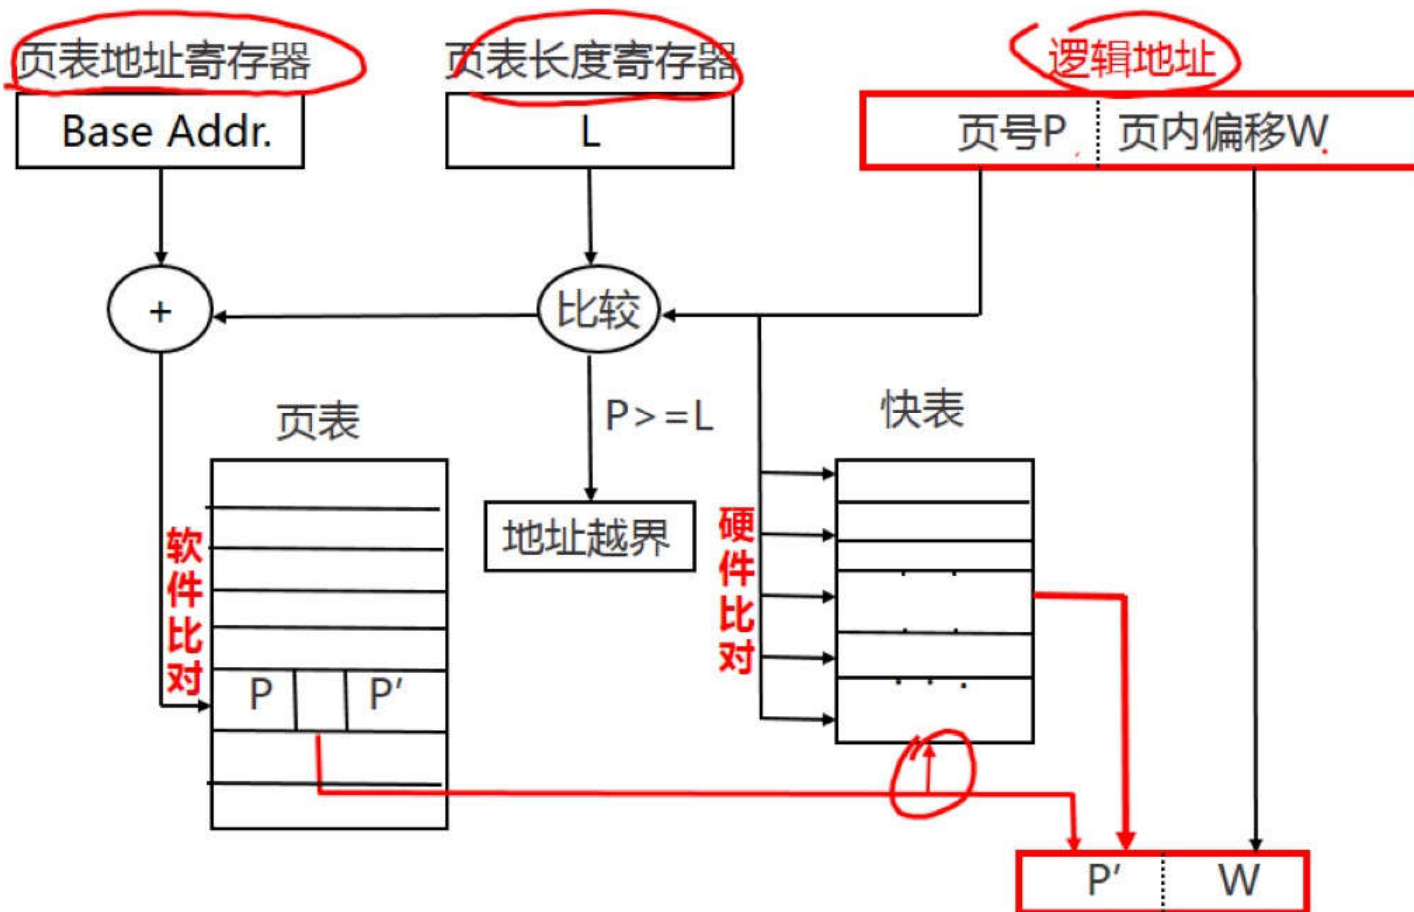 页表地址寄存器
页表长度寄存器
逻辑地址
Base Addr.
L
页号P
页内偏移W
+
比较
页表
P>=L
快表
地址越界
软件比对
硬件比对
P
P′
P′
W